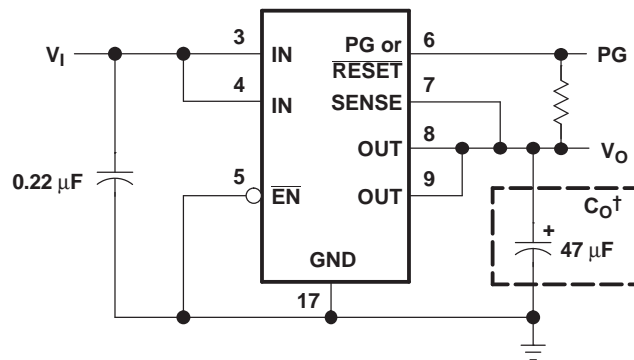 V_I
3
IN
4
IN
5
EN
0.22 μF
PG or
RESET
6
PG
SENSE
7
OUT
8
V_O
OUT
9
C_O†
+
47 μF
GND
17